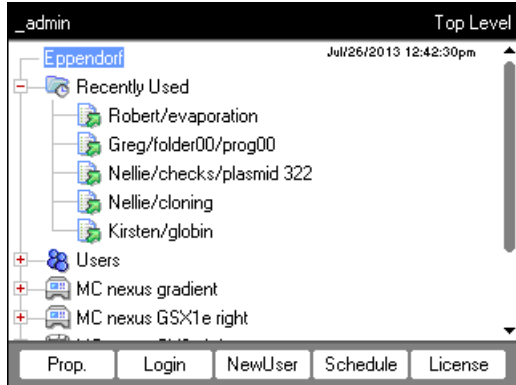 _admin Top Level
Eppendorf Jul/26/2013 12:42:30pm
Recently Used
Robert/evaporation
Greg/folder00/prog00
Nellie/checks/plasmid 322
Nellie/cloning
Kirsten/globin
Users
MC nexus gradient
MC nexus GSX1e right
Prop. Login NewUser Schedule License